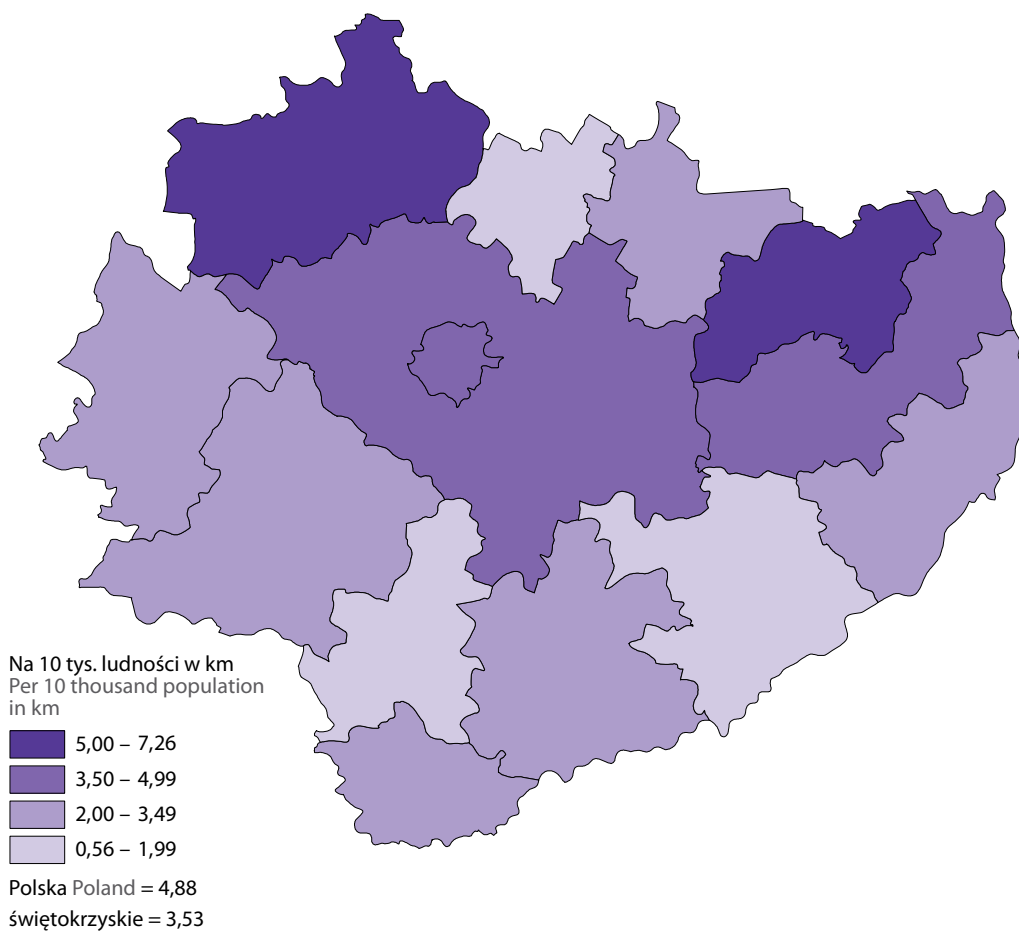 Na 10 tys. ludności w km
Per 10 thousand population
in km
5,00 – 7,26
3,50 – 4,99
2,00 – 3,49
0,56 – 1,99
Polska Poland = 4,88
świętokrzyskie = 3,53